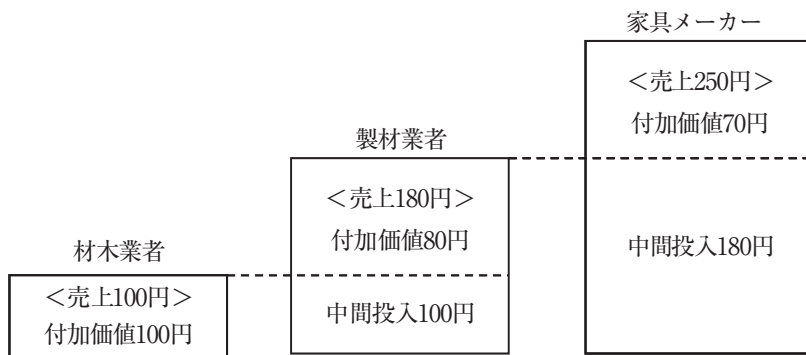 材木業者
＜売上100円＞
付加価値100円
製材業者
＜売上180円＞
付加価値80円
中間投入100円
家具メーカー
＜売上250円＞
付加価値70円
中間投入180円